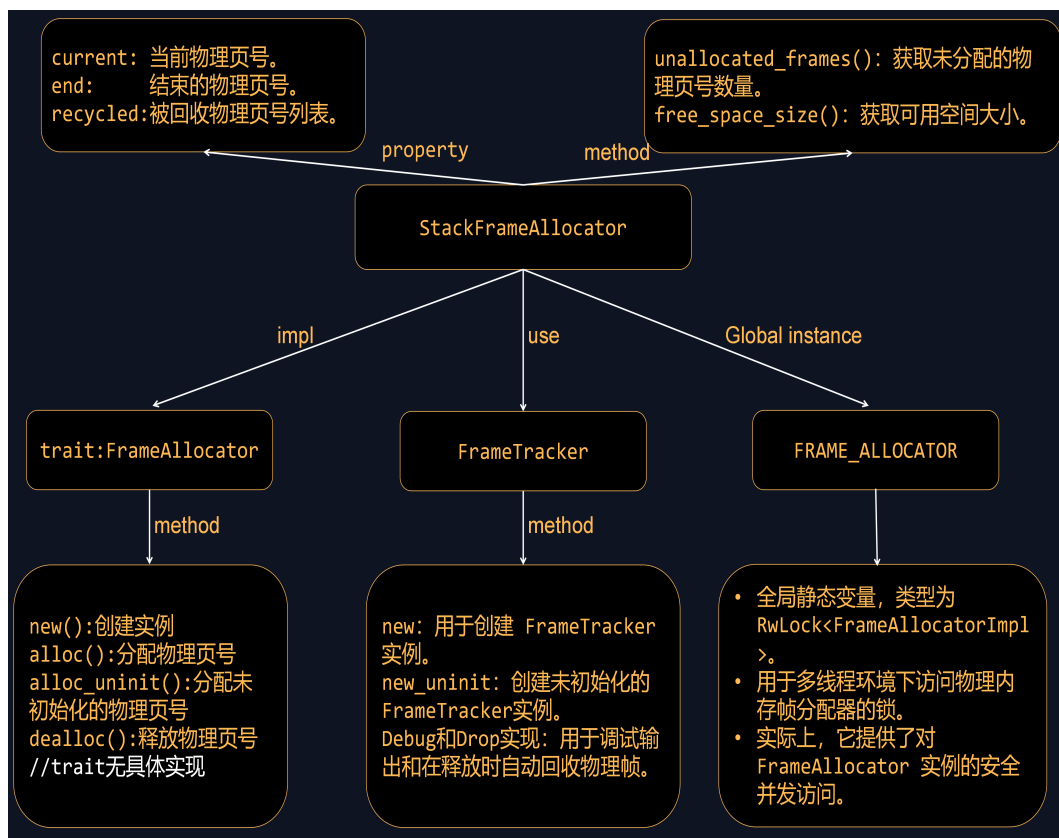 current: 当前物理页号。
end: 结束的物理页号。
recycled:被回收物理页号列表。
unallocated_frames(): 获取未分配的物
理页号数量。
free_space_size(): 获取可用空间大小。
property
method
StackFrameAllocator
impl
use
Global instance
trait:FrameAllocator
FrameTracker
FRAME_ALLOCATOR
method
method
new():创建实例
alloc():分配物理页号
alloc_uninit():分配未
初始化的物理页号
dealloc():释放物理页号
//trait无具体实现
new: 用于创建 FrameTracker
实例。
new_uninit: 创建未初始化的
FrameTracker实例。
Debug和Drop实现: 用于调试输
出和在释放时自动回收物理帧。
• 全局静态变量, 类型为
RwLock<FrameAllocatorImpl
>。
• 用于多线程环境下访问物理内
存帧分配器的锁。
• 实际上, 它提供了对
FrameAllocator 实例的安全
并发访问。